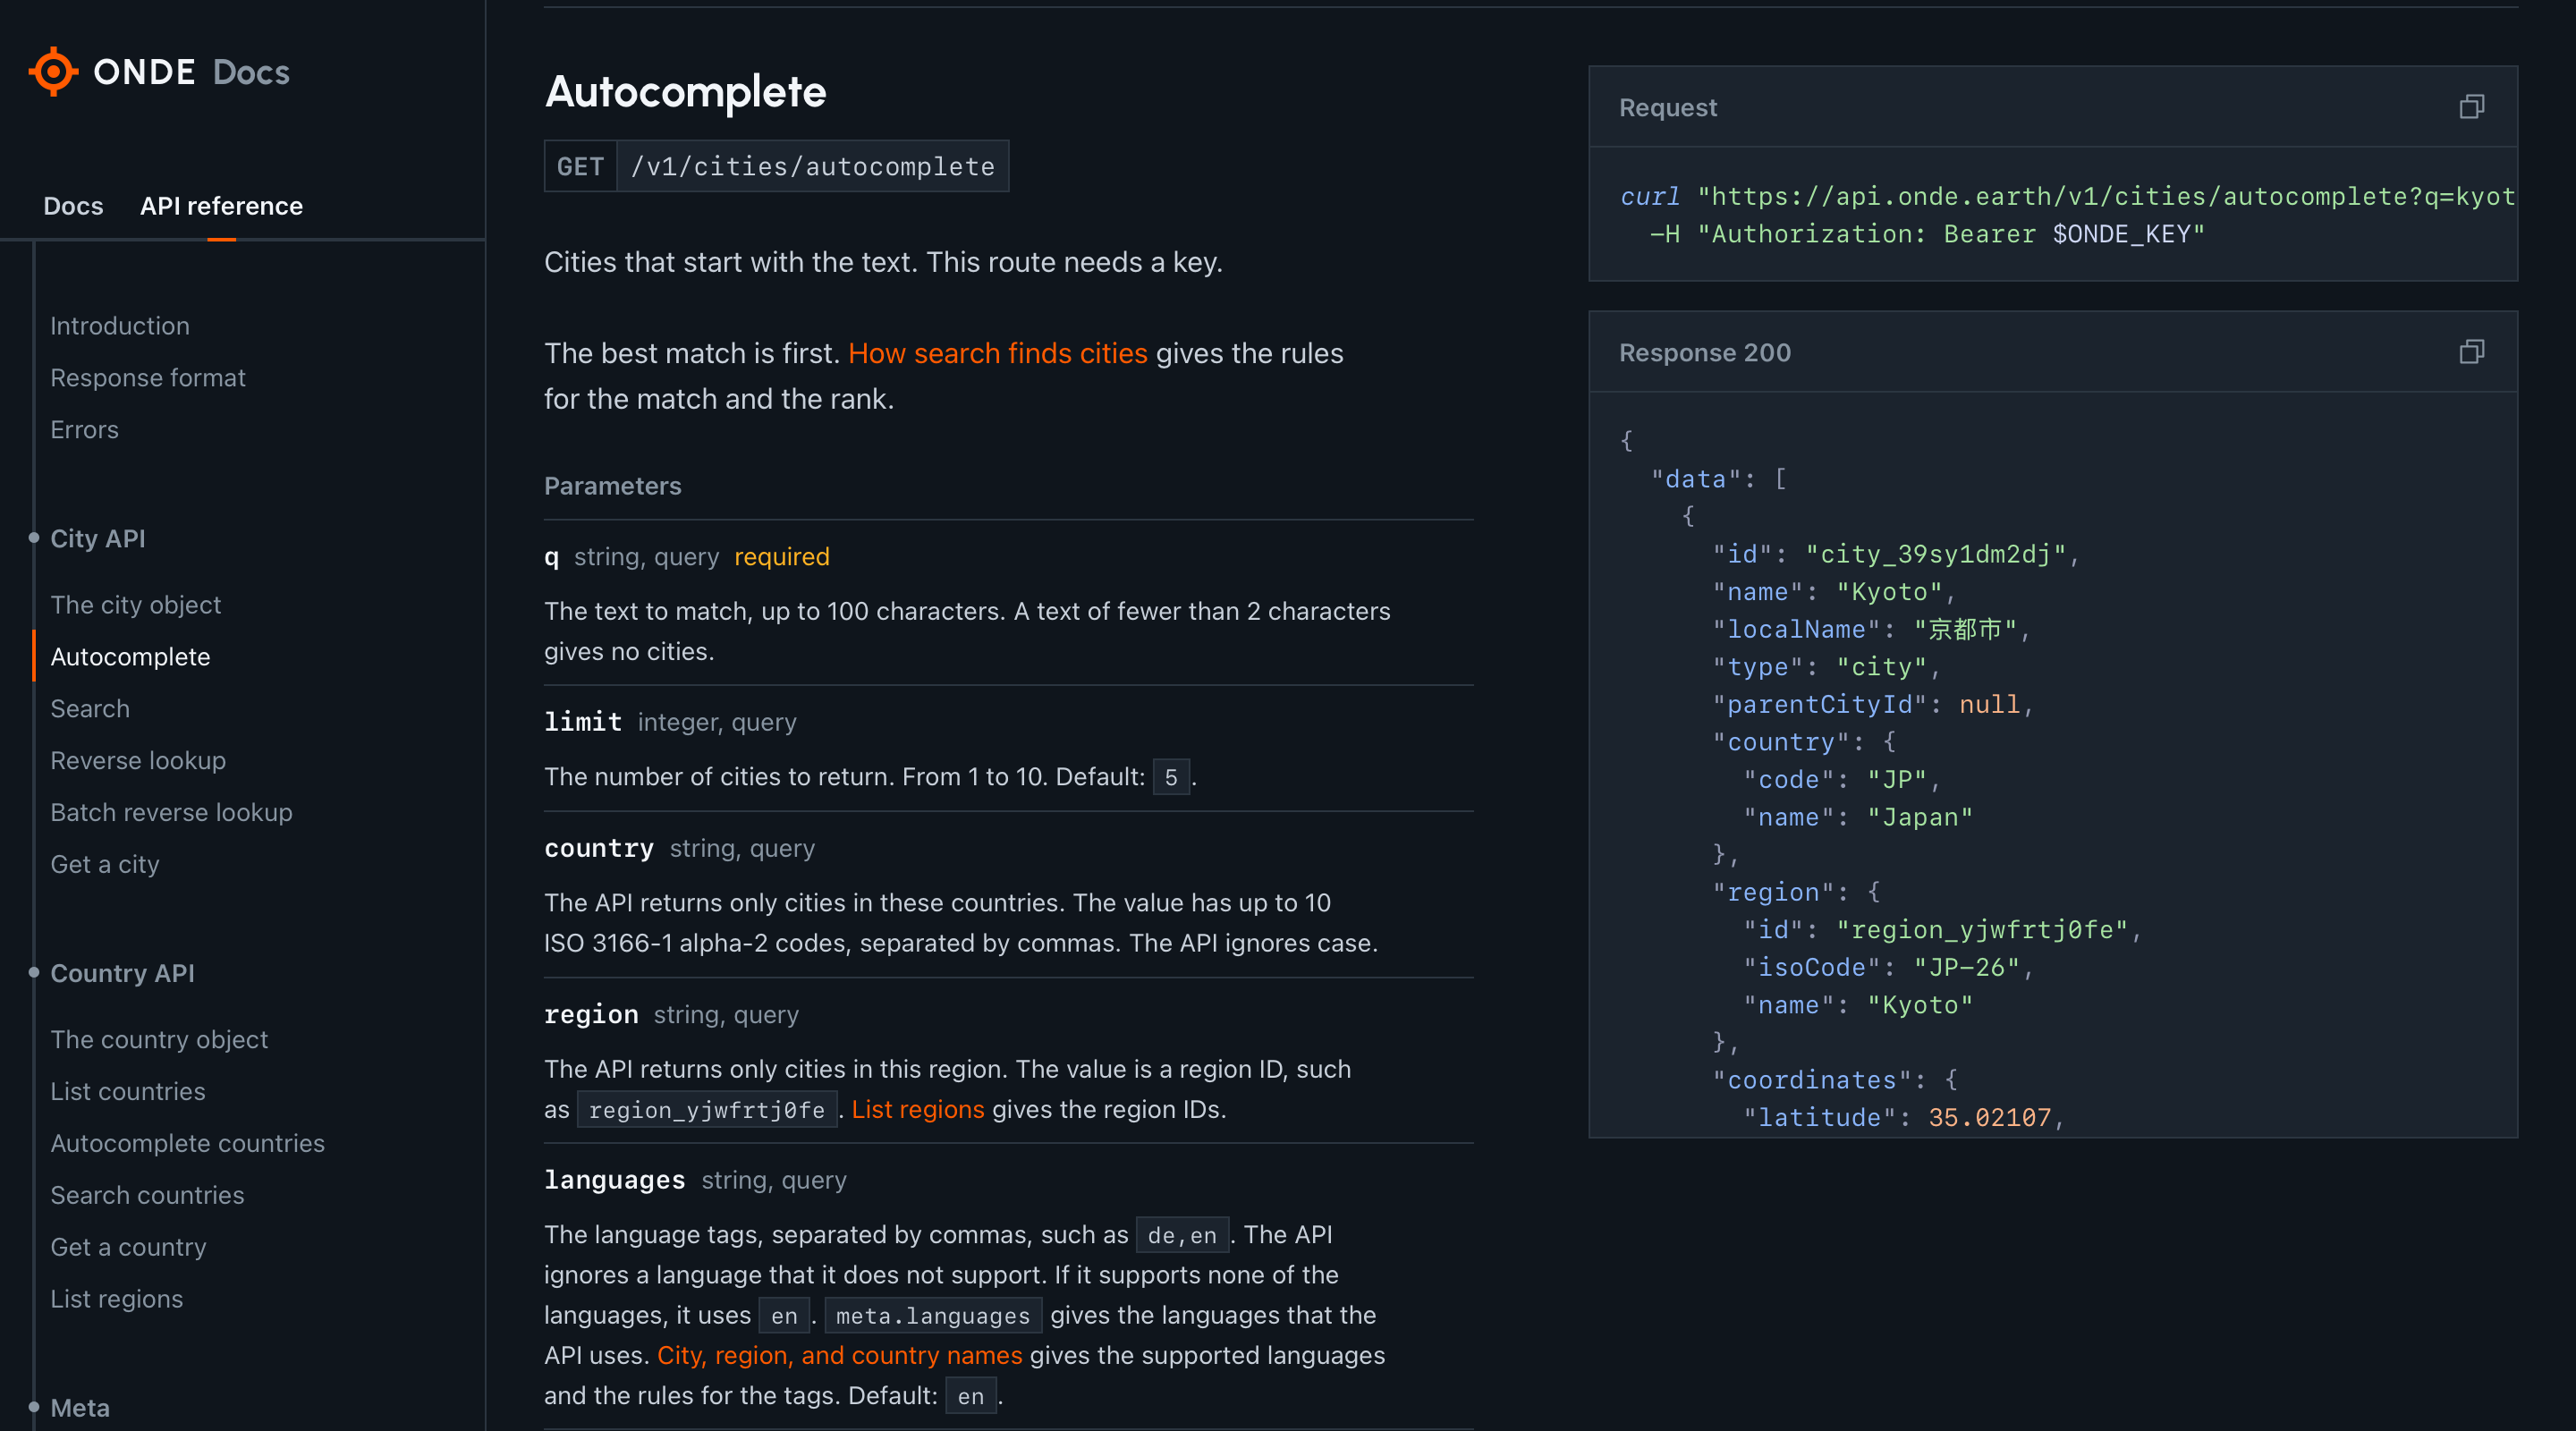 ONDE Docs
Docs
API reference
Introduction
Response format
Errors
City API
The city object
Autocomplete
Search
Reverse lookup
Batch reverse lookup
Get a city
Country API
The country object
List countries
Autocomplete countries
Search countries
Get a country
List regions
Meta
Autocomplete
GET /v1/cities/autocomplete
Cities that start with the text. This route needs a key.
The best match is first. How search finds cities gives the rules
for the match and the rank.
Parameters
q string, query required
The text to match, up to 100 characters. A text of fewer than 2 characters
gives no cities.
limit integer, query
The number of cities to return. From 1 to 10. Default: 5.
country string, query
The API returns only cities in these countries. The value has up to 10
ISO 3166-1 alpha-2 codes, separated by commas. The API ignores case.
region string, query
The API returns only cities in this region. The value is a region ID, such
as region_yjwfrtj0fe. List regions gives the region IDs.
languages string, query
The language tags, separated by commas, such as de,en. The API
ignores a language that it does not support. If it supports none of the
languages, it uses en. meta.languages gives the languages that the
API uses. City, region, and country names gives the supported languages
and the rules for the tags. Default: en.
Request
curl "https://api.onde.earth/v1/cities/autocomplete?q=kyot
-H "Authorization: Bearer $ONDE_KEY"
Response 200
{
"data": [
{
"id": "city_39sy1dm2dj",
"name": "Kyoto",
"localName": "京都市",
"type": "city",
"parentCityId": null,
"country": {
"code": "JP",
"name": "Japan"
},
"region": {
"id": "region_yjwfrtj0fe",
"isoCode": "JP-26",
"name": "Kyoto"
},
"coordinates": {
"latitude": 35.02107,